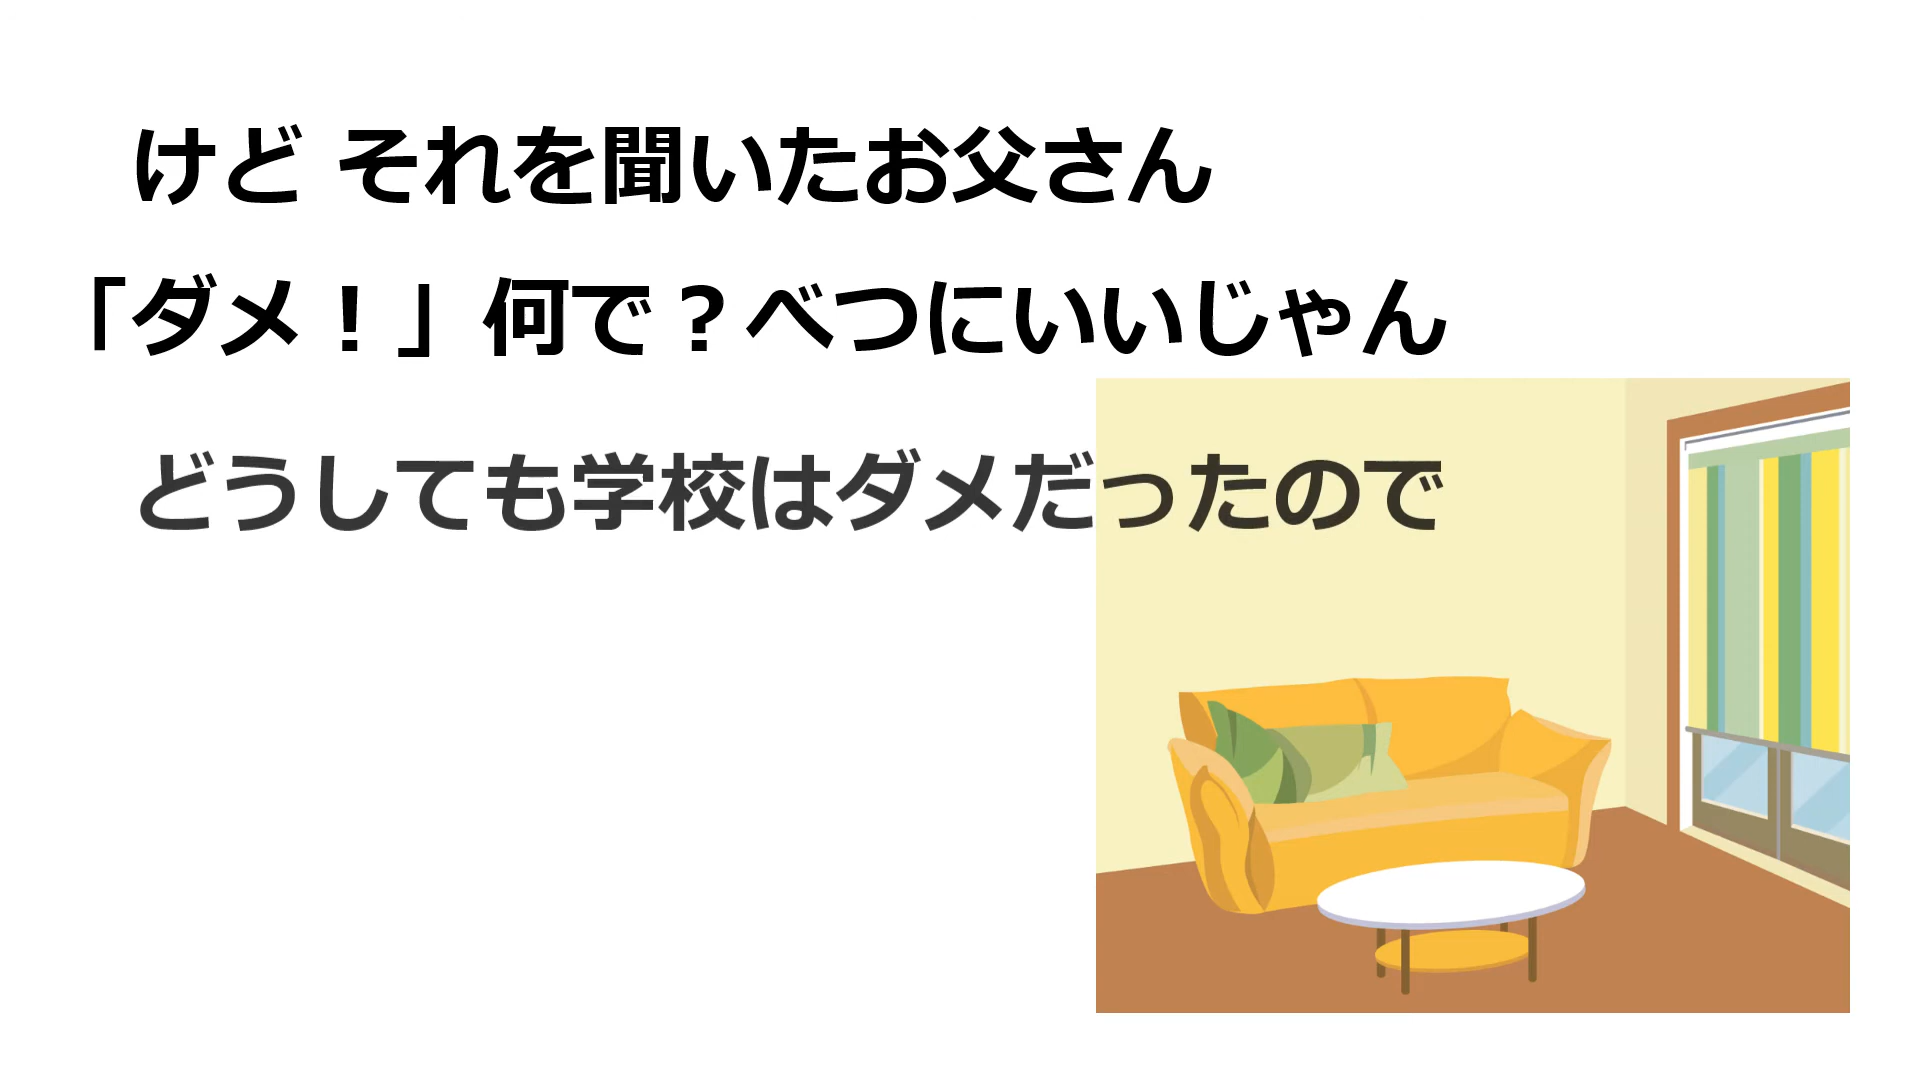 けど それを聞いたお父さん
「ダメ！」何で？べつにいいじゃん
どうしても学校はダメだったので